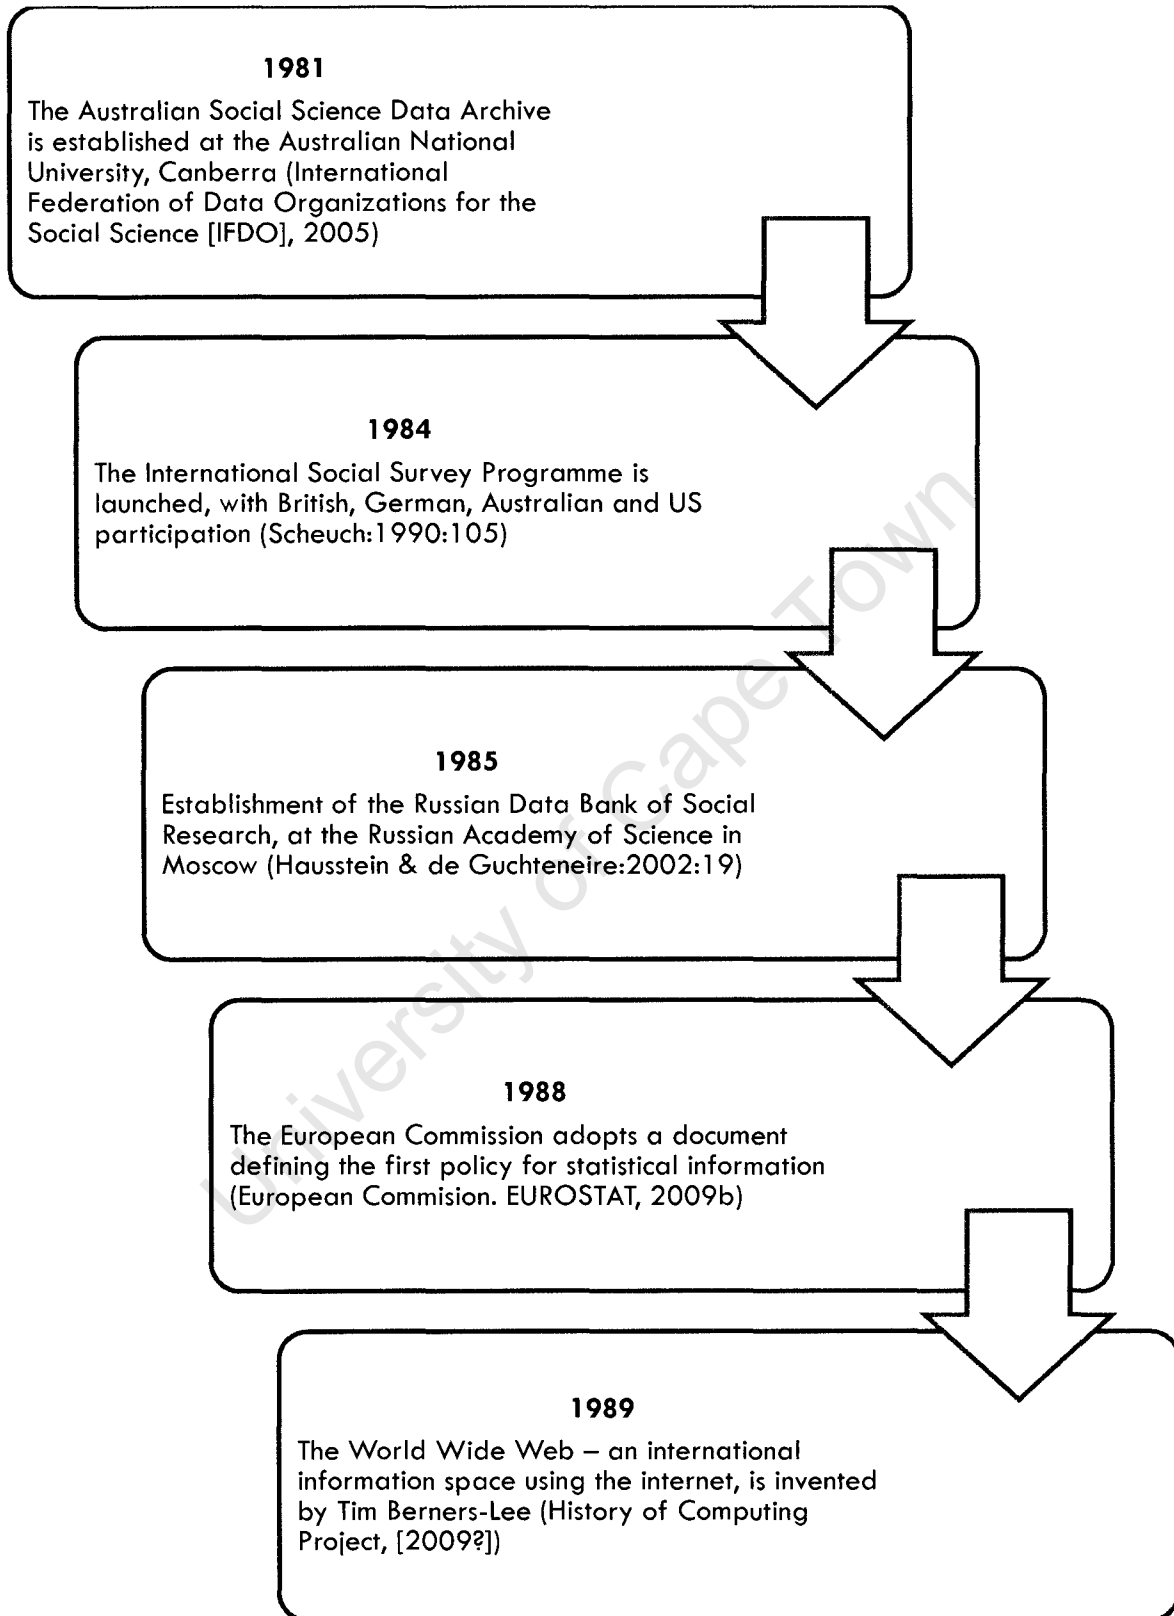 1981
The Australian Social Science Data Archive
is established at the Australian National
University, Canberra (International
Federation of Data Organizations for the
Social Science [IFDO], 2005)
1984
The International Social Survey Programme is
launched, with British, German, Australian and US
participation (Scheuch:1990:105)
1985
Establishment of the Russian Data Bank of Social
Research, at the Russian Academy of Science in
Moscow (Hausstein & de Guchteneire:2002:19)
1988
The European Commission adopts a document
defining the first policy for statistical information
(European Commision. EUROSTAT, 2009b)
1989
The World Wide Web – an international
information space using the internet, is invented
by Tim Berners-Lee (History of Computing
Project, [2009?])
University of Cape Town